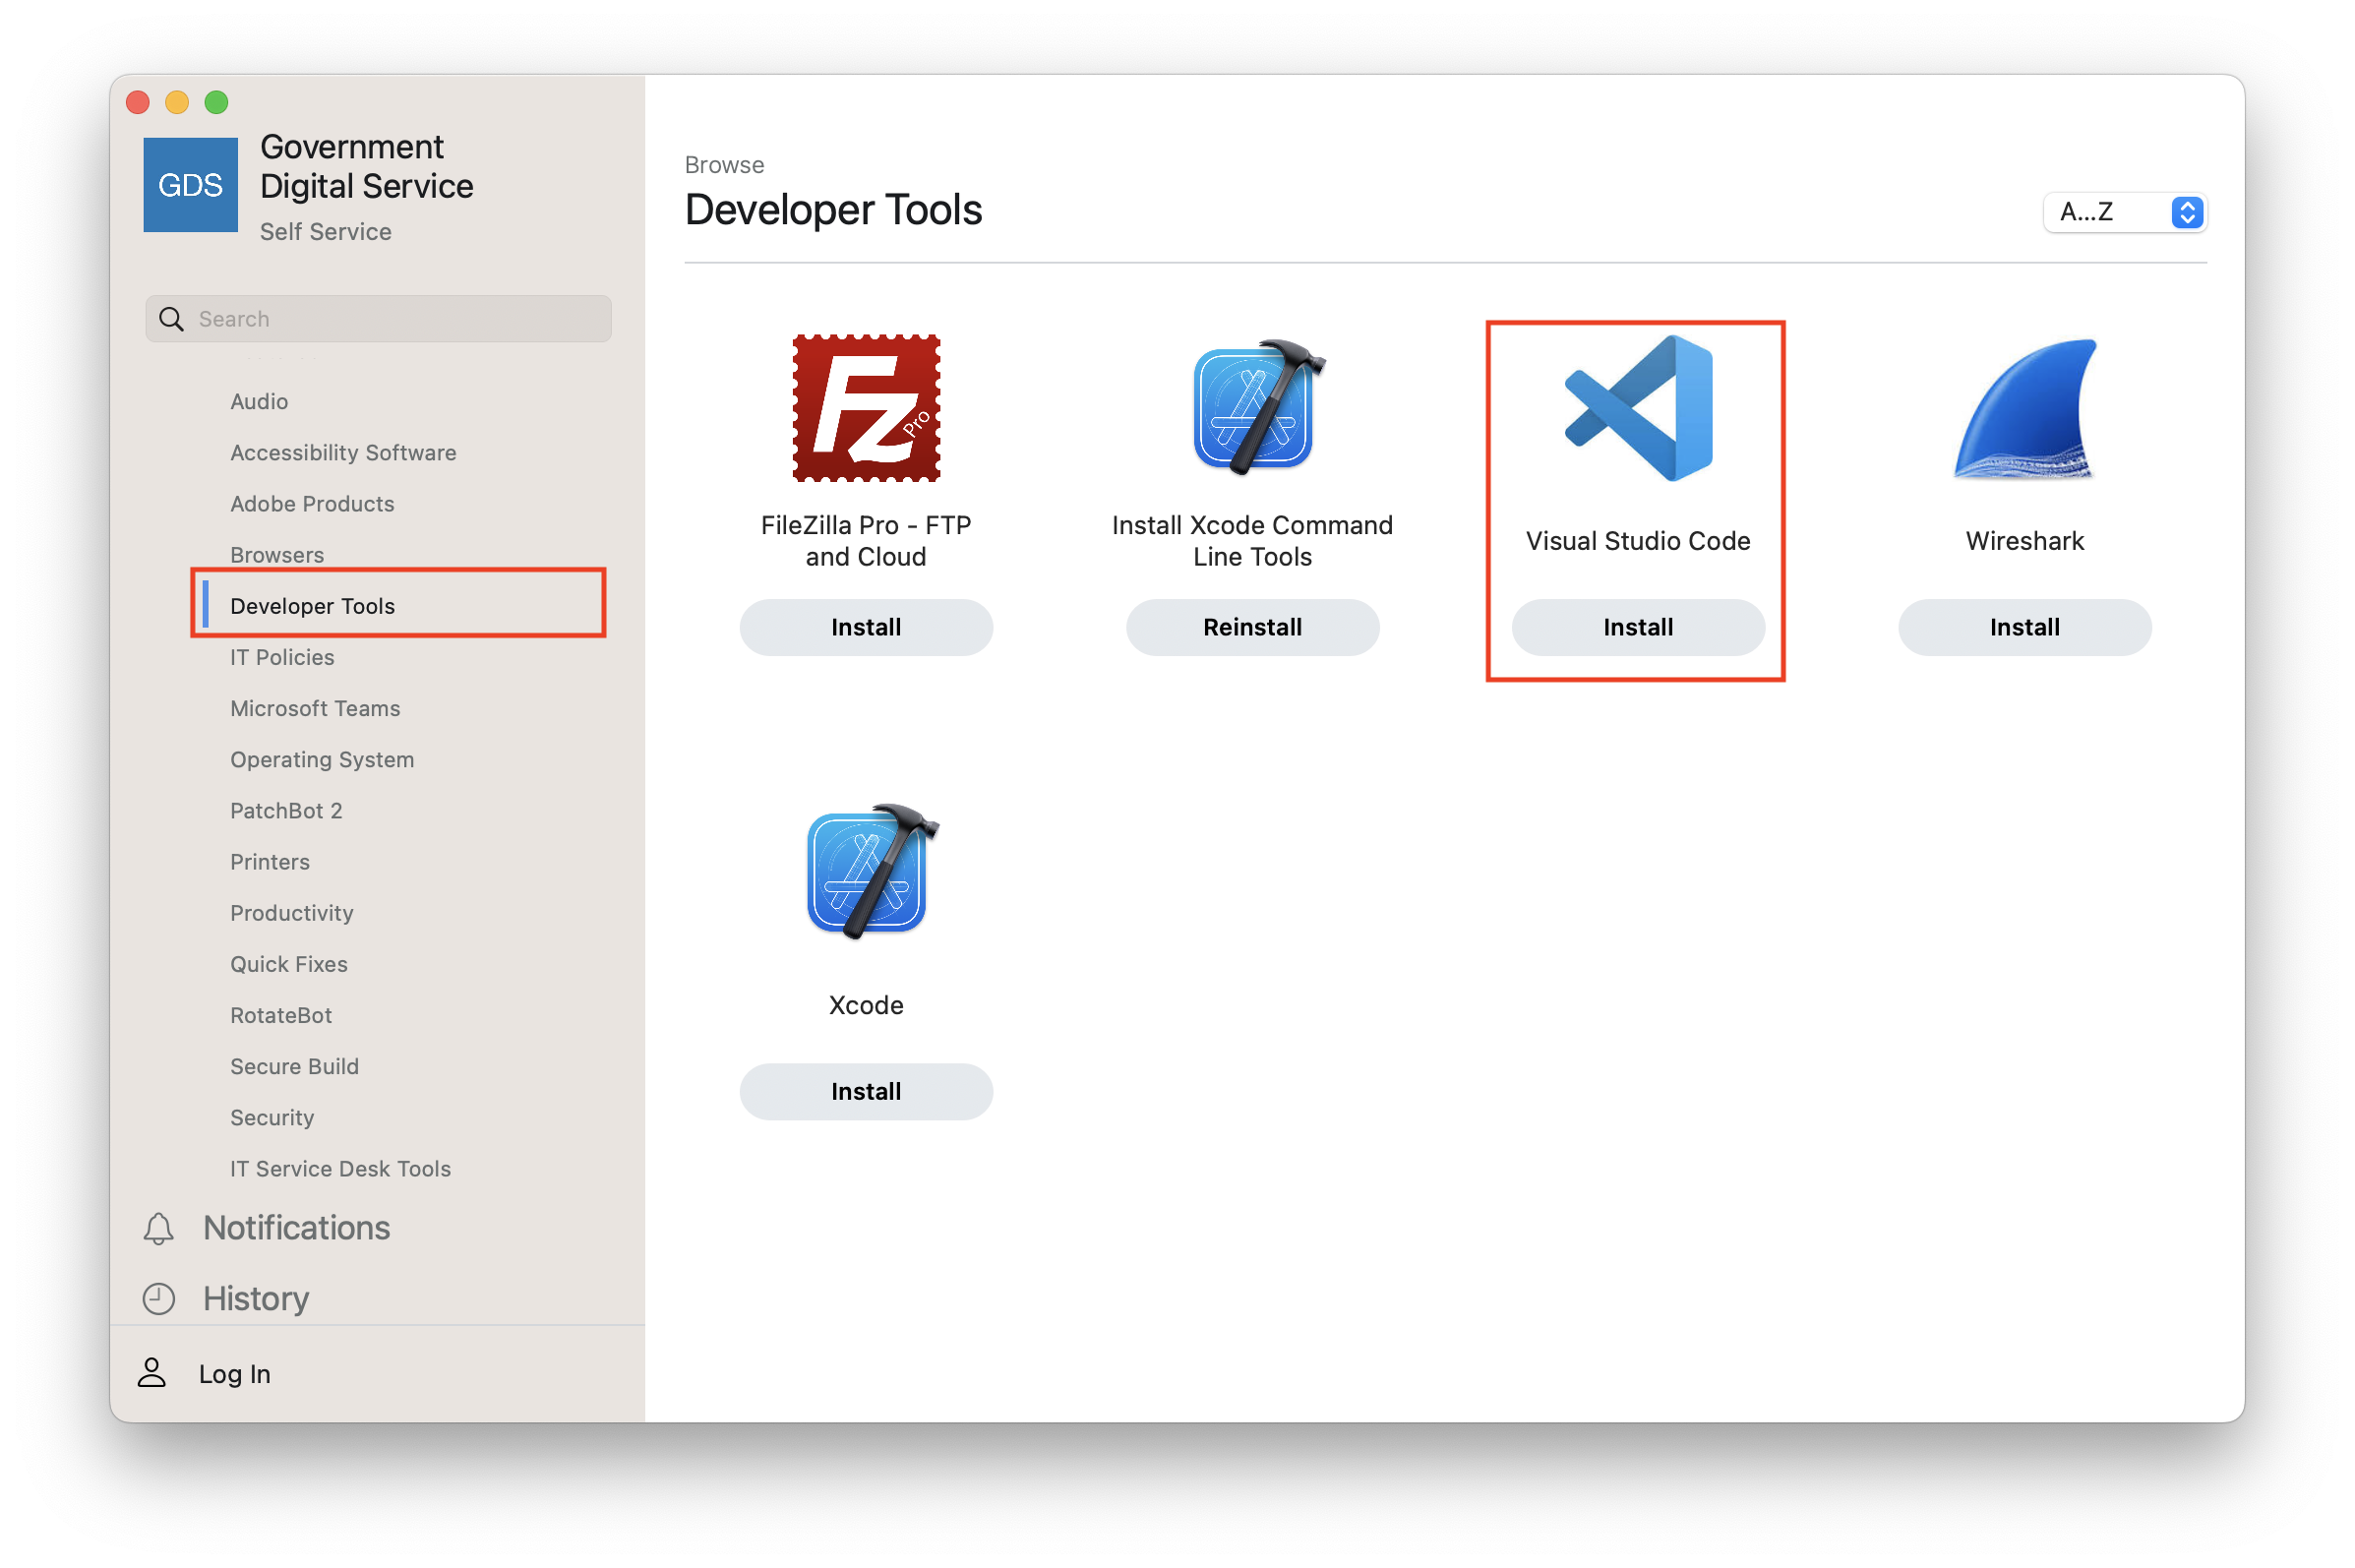 GDS
Government
Digital Service
Self Service
Search
Audio
Accessibility Software
Adobe Products
Browsers
Developer Tools
IT Policies
Microsoft Teams
Operating System
PatchBot 2
Printers
Productivity
Quick Fixes
RotateBot
Secure Build
Security
IT Service Desk Tools
Notifications
History
Log In
Browse
Developer Tools
A...Z
Fz Pro
FileZilla Pro - FTP
and Cloud
Install
Install Xcode Command
Line Tools
Reinstall
Visual Studio Code
Install
Wireshark
Install
Xcode
Install